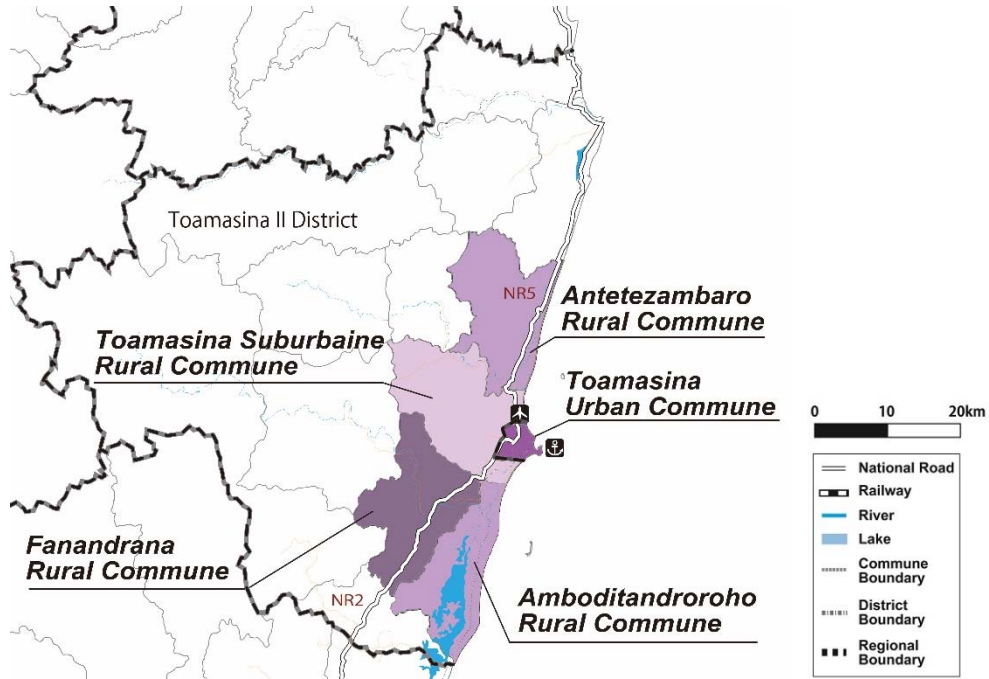 Toamasina II District
NR5
Antetezambaro
Rural Commune
Toamasina Suburbaine
Rural Commune
Toamasina
Urban Commune
Fanandrana
Rural Commune
NR2
Amboditandroroho
Rural Commune
0 10 20km
National Road
Railway
River
Lake
Commune
Boundary
District
Boundary
Regional
Boundary